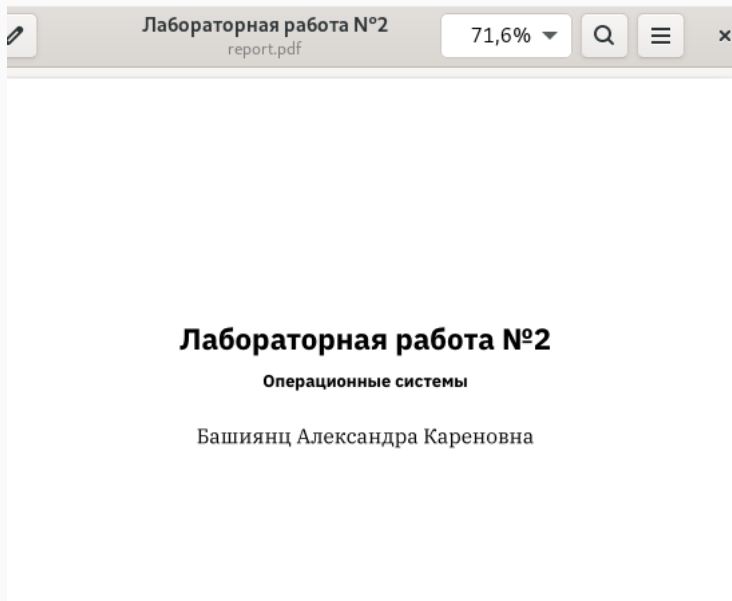 Лабораторная работа №2
report.pdf
71,6%
Лабораторная работа №2
Операционные системы
Башиянц Александра Кареновна